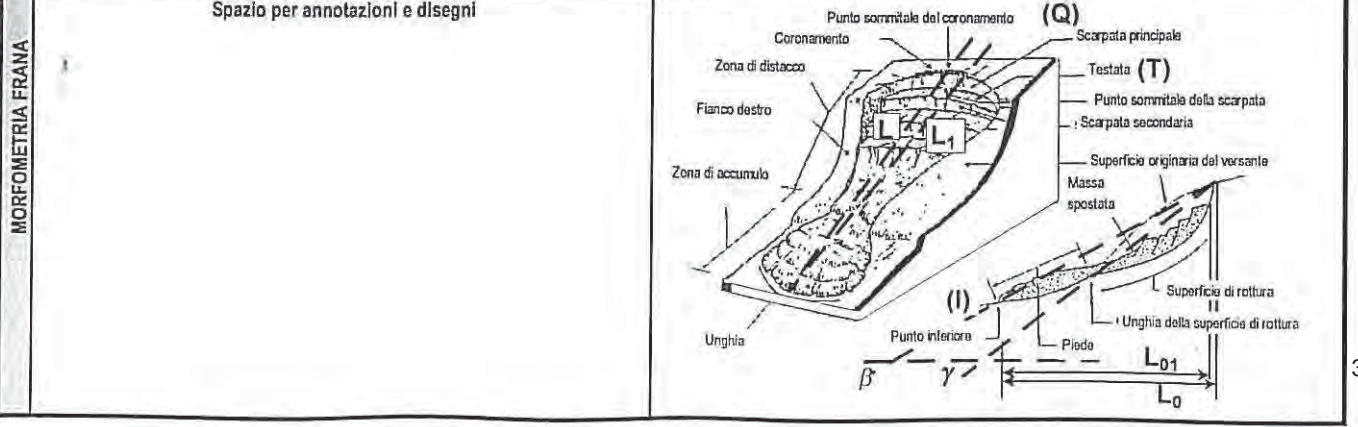 MORFOMETRIA FRANA
Spazio per annotazioni e disegni
Punto sommitale del coronamento (Q)
Coronamento
Scarpata principale
Zona di distacco
Testata (T)
Punto sommitale della scarpata
Fianco destro
Scarpata secondaria
L
L1
Superficie originaria del versante
Zona di accumulo
Massa
spostata
(I)
Superficie di rottura
Unghia della superficie di rottura
Unghia
Punto inferiore
Piede
β
γ
L01
L0
3